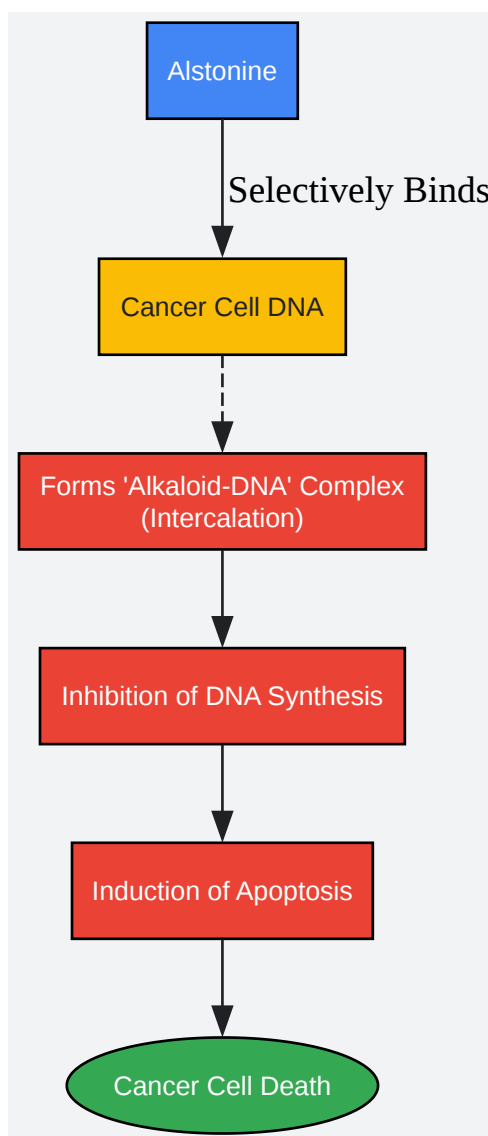 Alstonine
Selectively Binds
Cancer Cell DNA
Forms 'Alkaloid-DNA' Complex
(Intercalation)
Inhibition of DNA Synthesis
Induction of Apoptosis
Cancer Cell Death